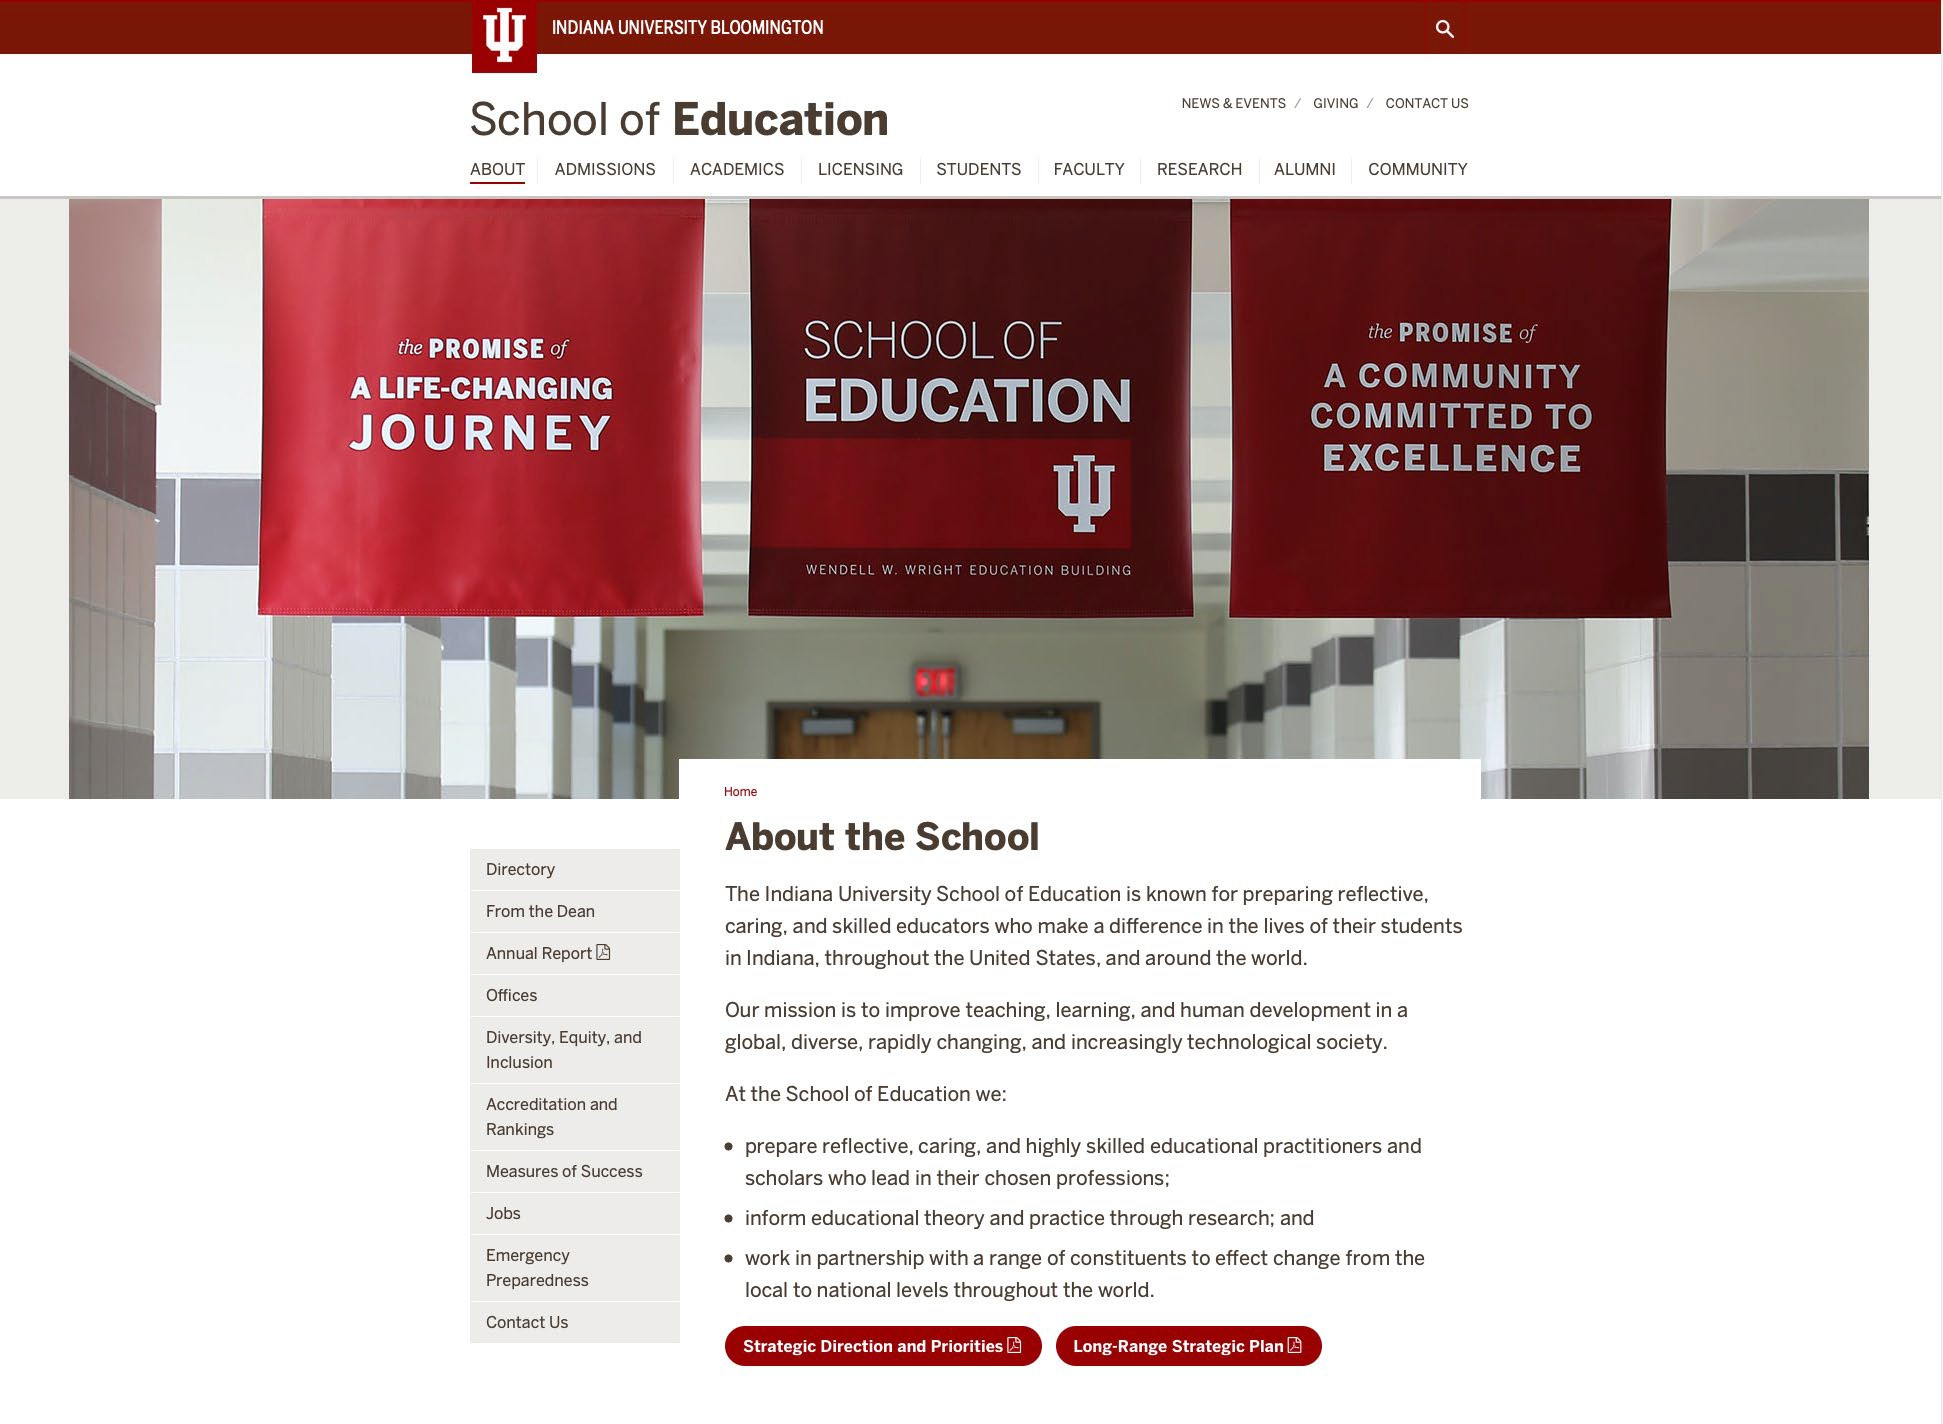 INDIANA UNIVERSITY BLOOMINGTON
School of Education
NEWS & EVENTS / GIVING / CONTACT US
ABOUT ADMISSIONS ACADEMICS LICENSING STUDENTS FACULTY RESEARCH ALUMNI COMMUNITY
the PROMISE of
A LIFE-CHANGING
JOURNEY
SCHOOL OF
EDUCATION
WENDELL W. WRIGHT EDUCATION BUILDING
the PROMISE of
A COMMUNITY
COMMITTED TO
EXCELLENCE
EXIT
Directory
From the Dean
Annual Report
Offices
Diversity, Equity, and
Inclusion
Accreditation and
Rankings
Measures of Success
Jobs
Emergency
Preparedness
Contact Us
Home
About the School
The Indiana University School of Education is known for preparing reflective,
caring, and skilled educators who make a difference in the lives of their students
in Indiana, throughout the United States, and around the world.
Our mission is to improve teaching, learning, and human development in a
global, diverse, rapidly changing, and increasingly technological society.
At the School of Education we:
• prepare reflective, caring, and highly skilled educational practitioners and
scholars who lead in their chosen professions;
• inform educational theory and practice through research; and
• work in partnership with a range of constituents to effect change from the
local to national levels throughout the world.
Strategic Direction and Priorities
Long-Range Strategic Plan